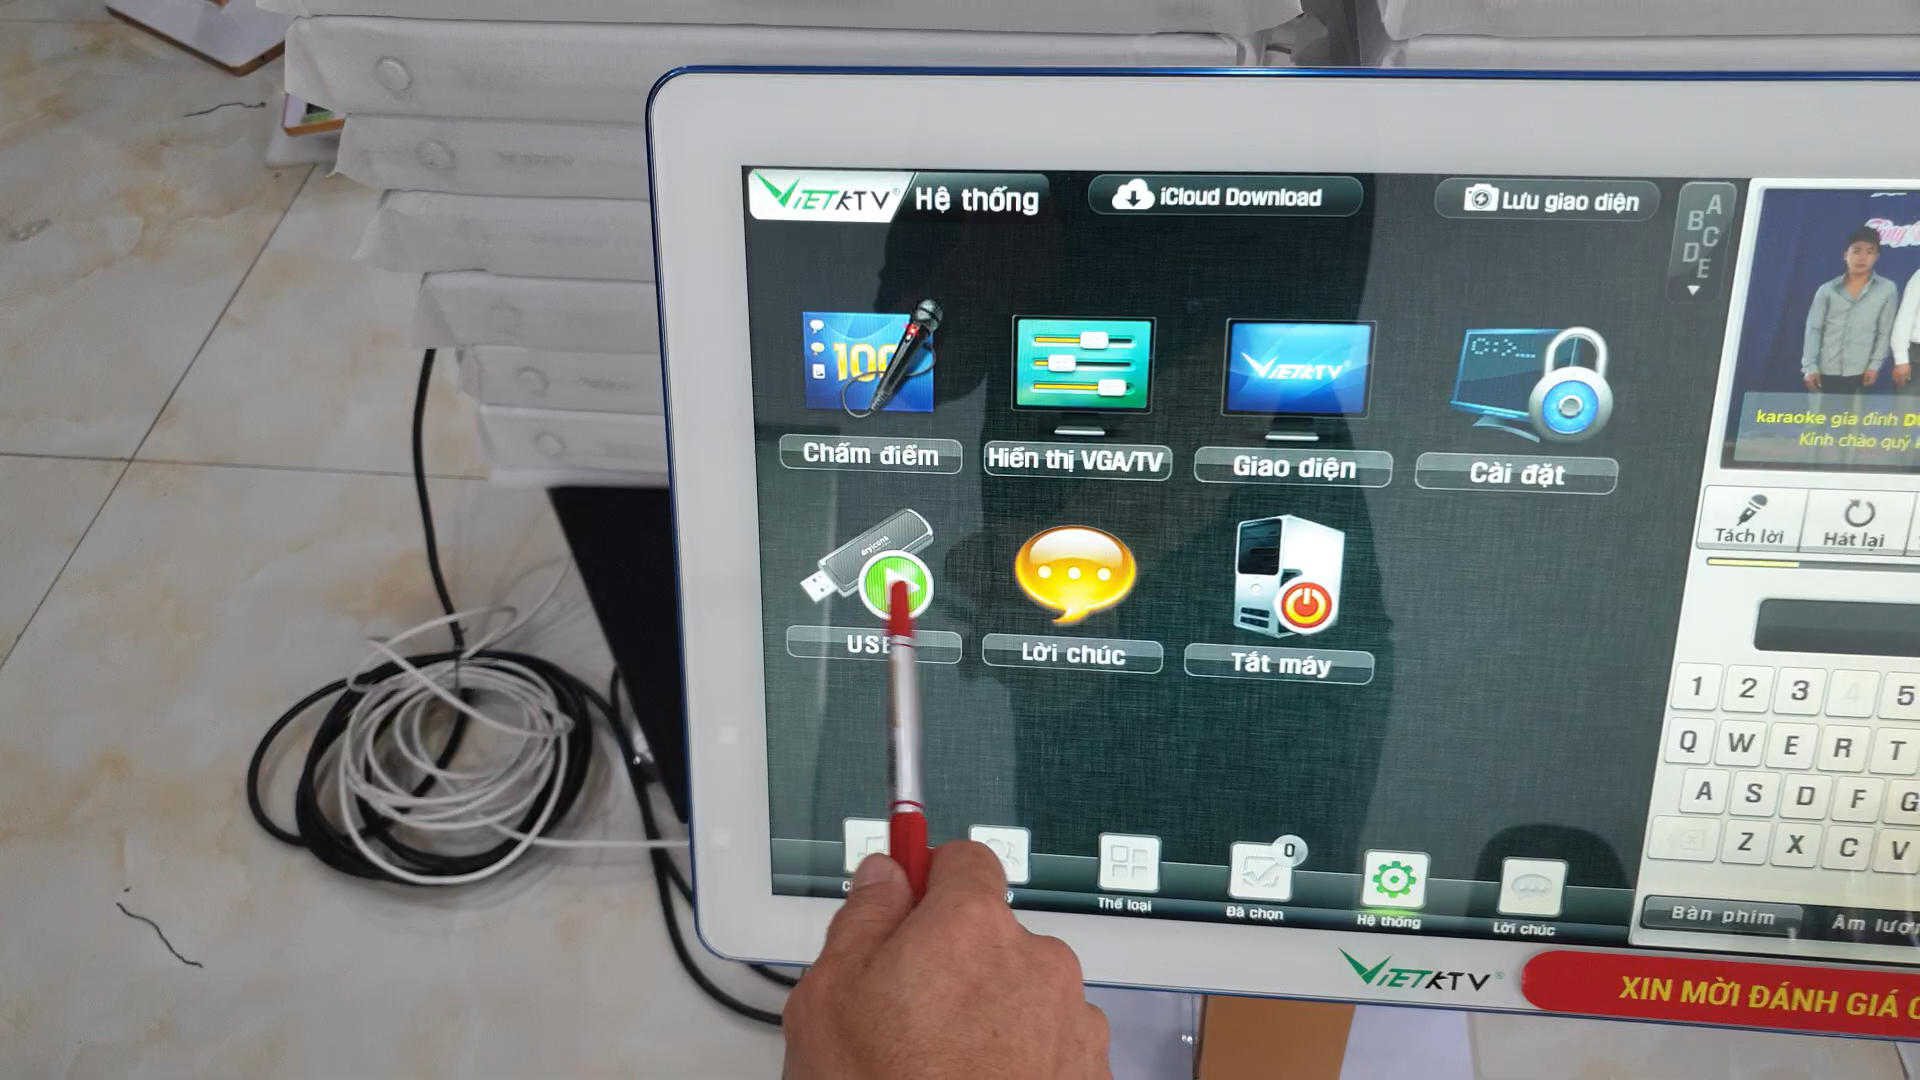 VIETKTV® Hệ thống
iCloud Download
Lưu giao diện
A
B
C
D
E
100
VIETKTV
C:>...
Chấm điểm
Hiển thị VGA/TV
Giao diện
Cài đặt
karaoke gia đình
Kính chào quý
Tách lời
Hát lại
USB
Lời chúc
Tắt máy
1 2 3 4 5
Q W E R T
A S D F G
Z X C V
0
Thể loại
Đã chọn
Hệ thống
Lời chúc
Bàn phím
Âm lượn
VIETKTV®
XIN MỜI ĐÁNH GIÁ